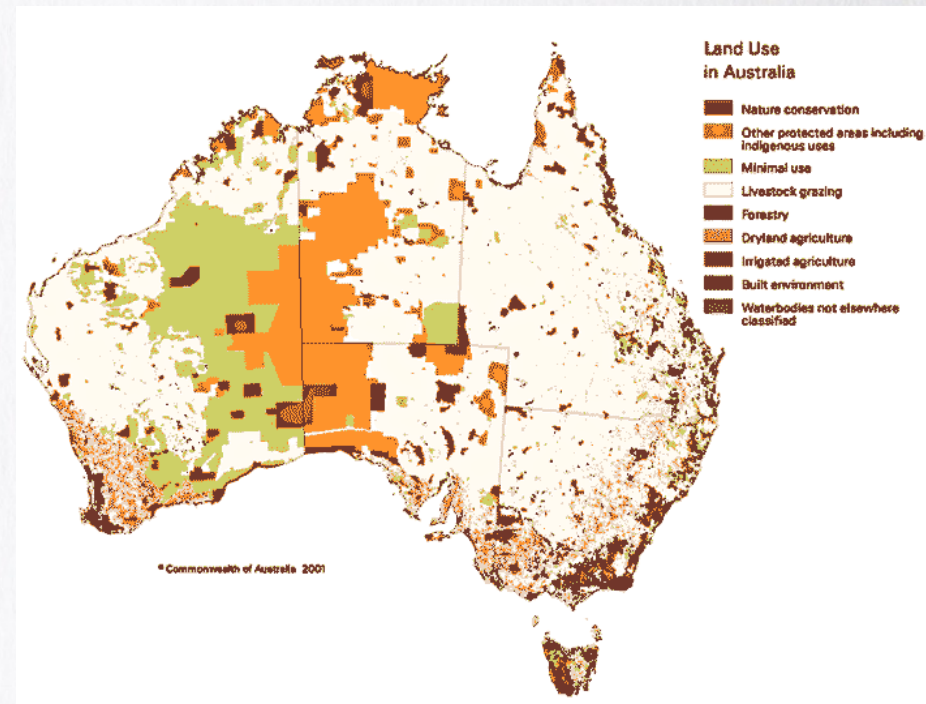 Land Use
in Australia
Nature conservation
Other protected areas including
indigenous uses
Minimal use
Livestock grazing
Forestry
Dryland agriculture
Irrigated agriculture
Built environment
Waterbodies not elsewhere
classified
© Commonwealth of Australia 2001